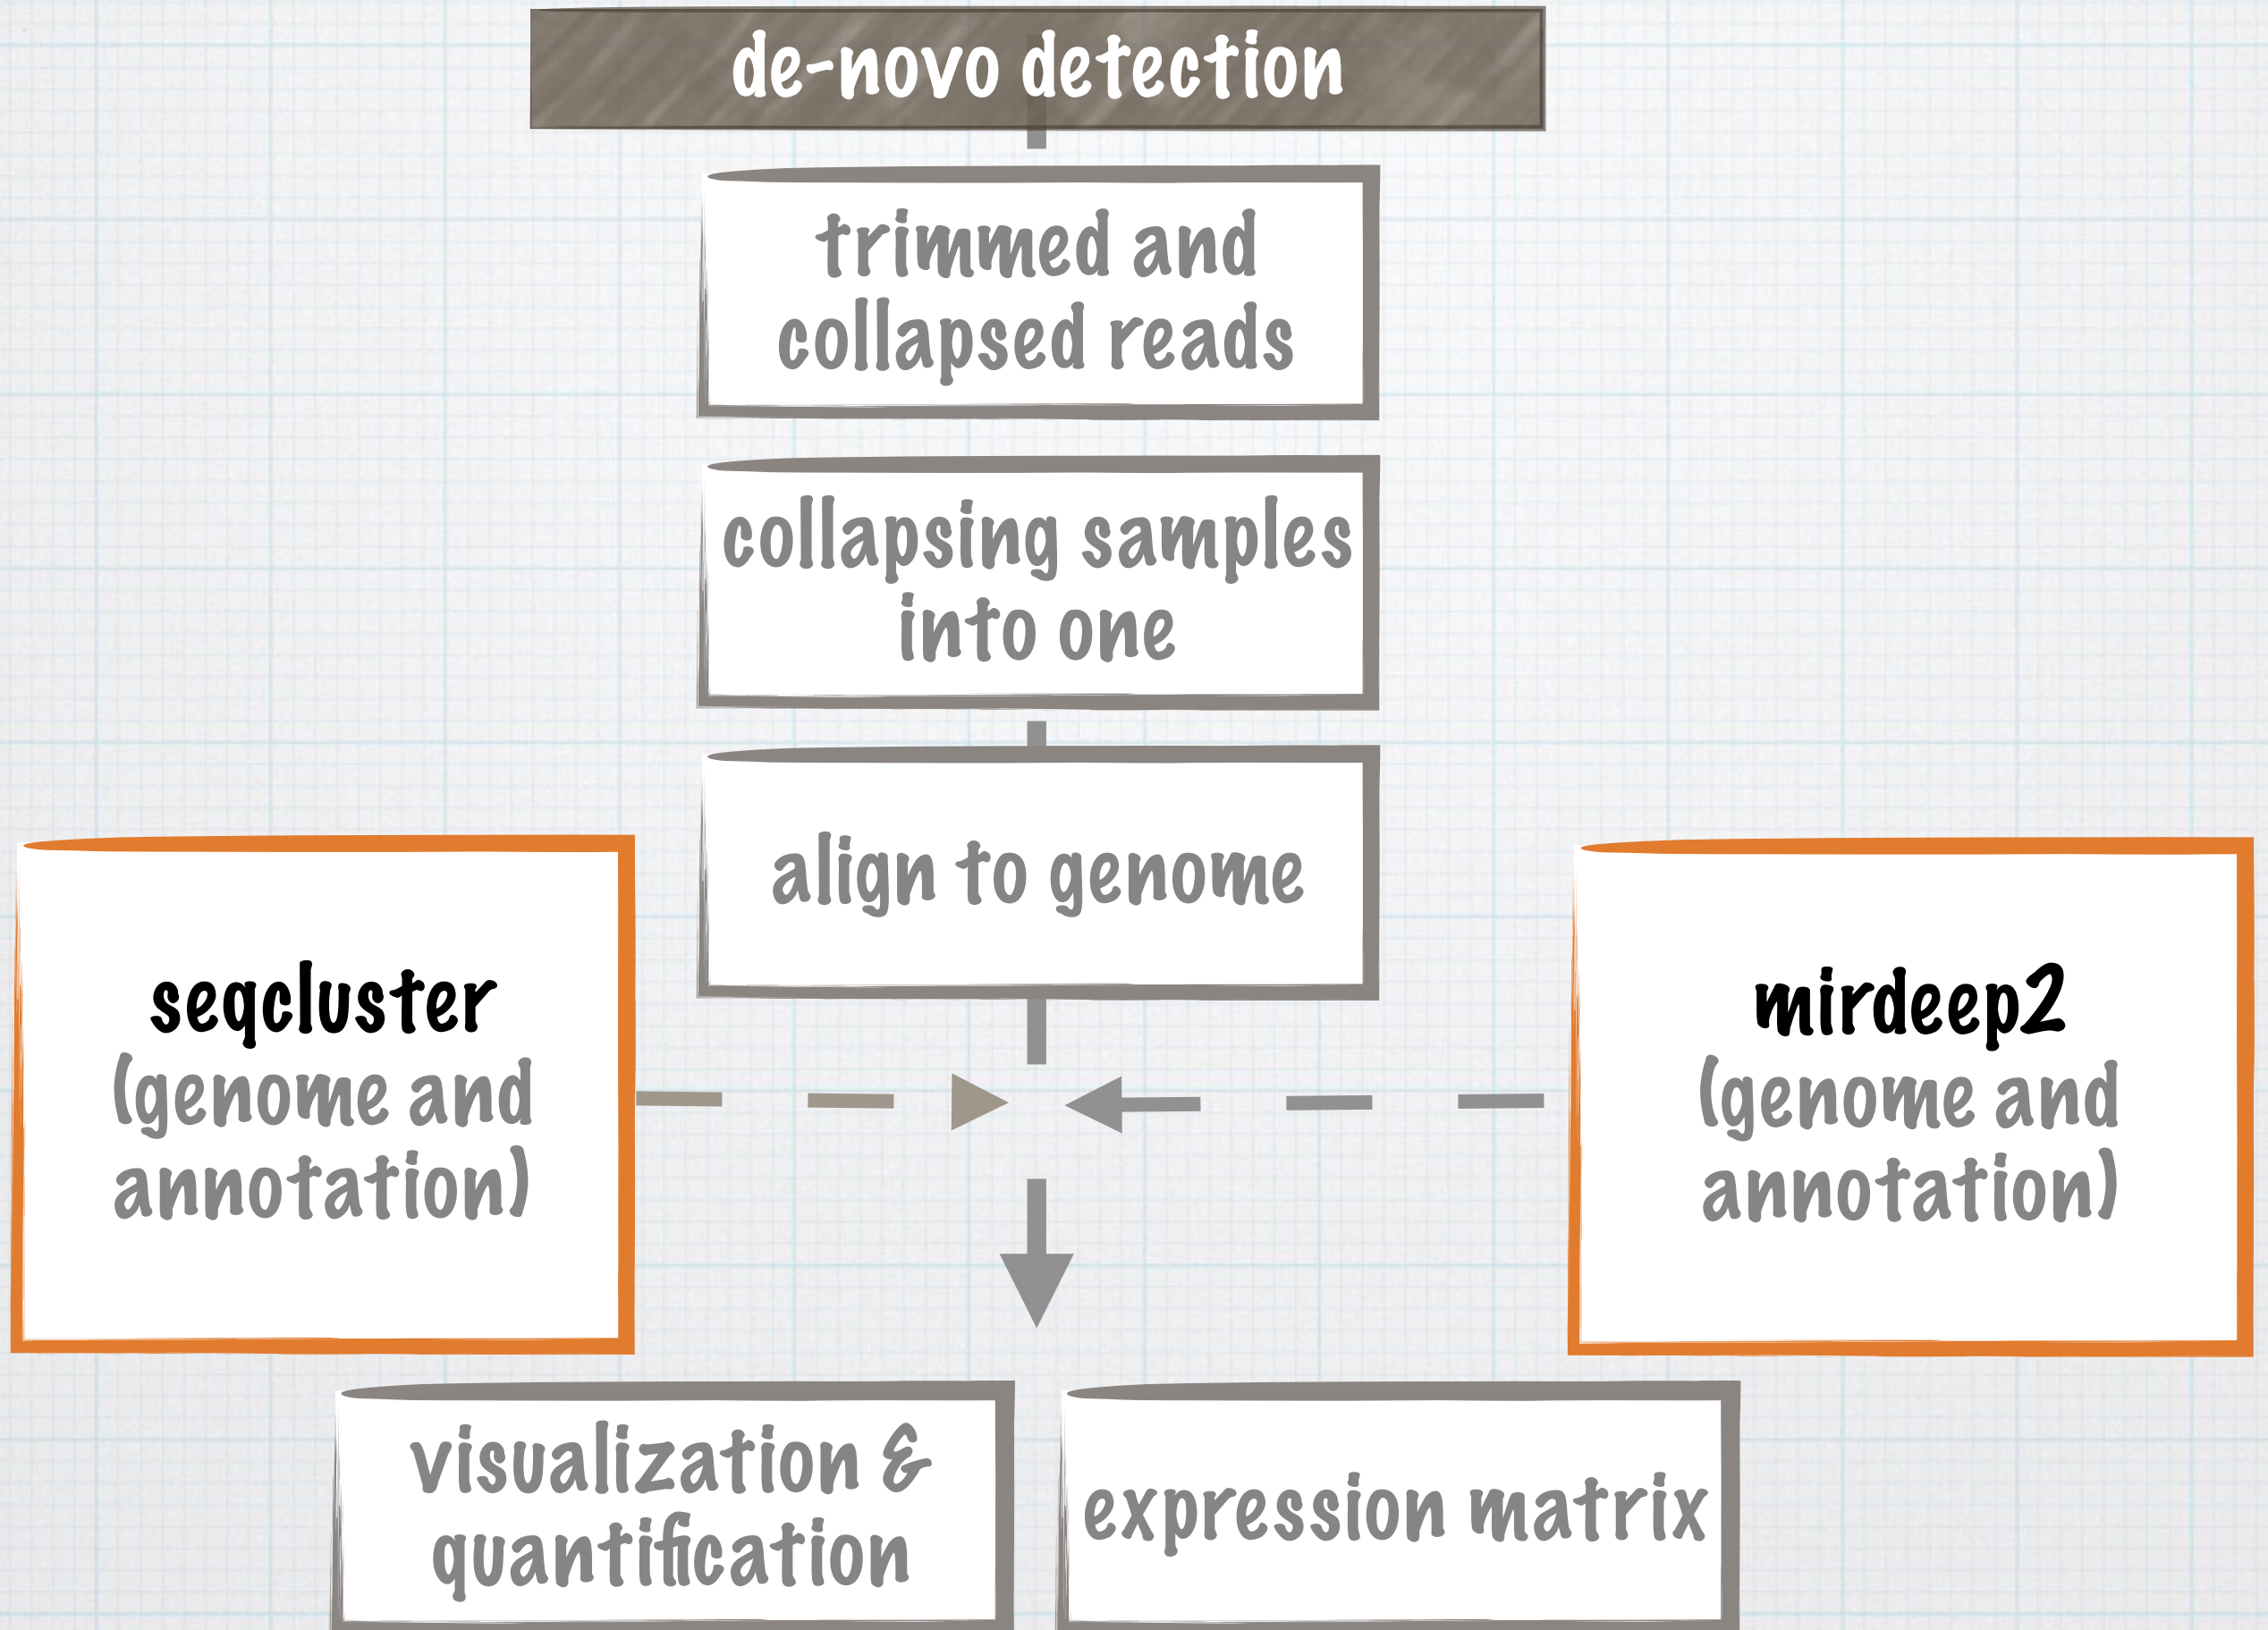 de-novo detection
trimmed and
collapsed reads
collapsing samples
into one
align to genome
seqcluster
(genome and
annotation)
mirdeep2
(genome and
annotation)
visualization &
quantification
expression matrix